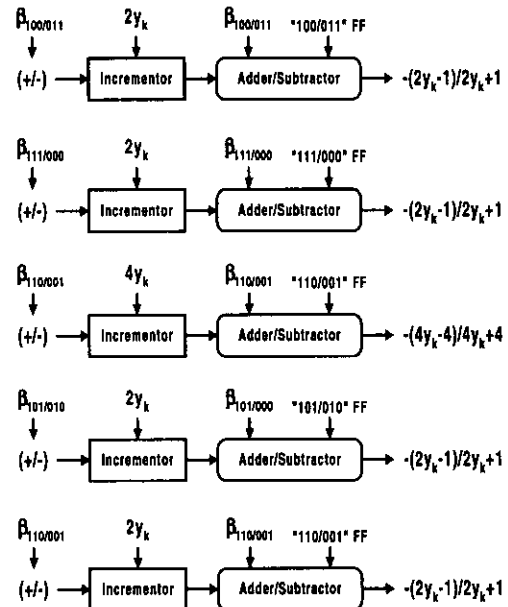 β100/011 2yk β100/011 "100/011" FF
(+/-) Incrementor Adder/Subtractor -(2yk-1)/2yk+1
β111/000 2yk β111/000 "111/000" FF
(+/-) Incrementor Adder/Subtractor -(2yk-1)/2yk+1
β110/001 4yk β110/001 "110/001" FF
(+/-) Incrementor Adder/Subtractor -(4yk-4)/4yk+4
β101/010 2yk β101/000 "101/010" FF
(+/-) Incrementor Adder/Subtractor -(2yk-1)/2yk+1
β110/001 2yk β110/001 "110/001" FF
(+/-) Incrementor Adder/Subtractor -(2yk-1)/2yk+1